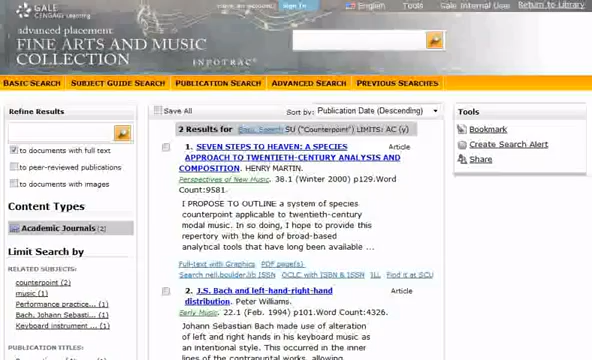 GALE
CENGAGE Learning
Have an account? Sign In
English
Tools
Gale Internal User
Return to Library
advanced placement
FINE ARTS AND MUSIC
COLLECTION
INFOTRAC
BASIC SEARCH
SUBJECT GUIDE SEARCH
PUBLICATION SEARCH
ADVANCED SEARCH
PREVIOUS SEARCHES
Refine Results
to documents with full text
to peer-reviewed publications
to documents with images
Content Types
Academic Journals (2)
Limit Search by
RELATED SUBJECTS:
counterpoint (2)
music (1)
Performance practice... (1)
Bach, Johann Sebasti... (1)
Keyboard instrument ... (1)
PUBLICATION TITLES:
Save All
Sort by: Publication Date (Descending)
2 Results for Basic Search SU ("Counterpoint") LIMITS: AC (y)
1. SEVEN STEPS TO HEAVEN: A SPECIES
Article
APPROACH TO TWENTIETH-CENTURY ANALYSIS AND
COMPOSITION. HENRY MARTIN.
Perspectives of New Music. 38.1 (Winter 2000) p129.Word
Count:9581.
I PROPOSE TO OUTLINE a system of species
counterpoint applicable to twentieth-century
modal music. In so doing, I hope to provide this
repertory with the kind of broad-based
analytical tools that have long been available ...
Full-text with Graphics PDF page(s)
Search neil.boulder.lib ISSN OCLC with ISBN & ISSN ILL Find it at SCU
2. J.S. Bach and left-hand-right-hand
Article
distribution. Peter Williams.
Early Music. 22.1 (Feb. 1994) p101.Word Count:4326.
Johann Sebastian Bach made use of alteration
of left and right hands in his keyboard music as
an intentional style. This occurred in the inner
lines of the contrapuntal works, allowing
Tools
Bookmark
Create Search Alert
Share